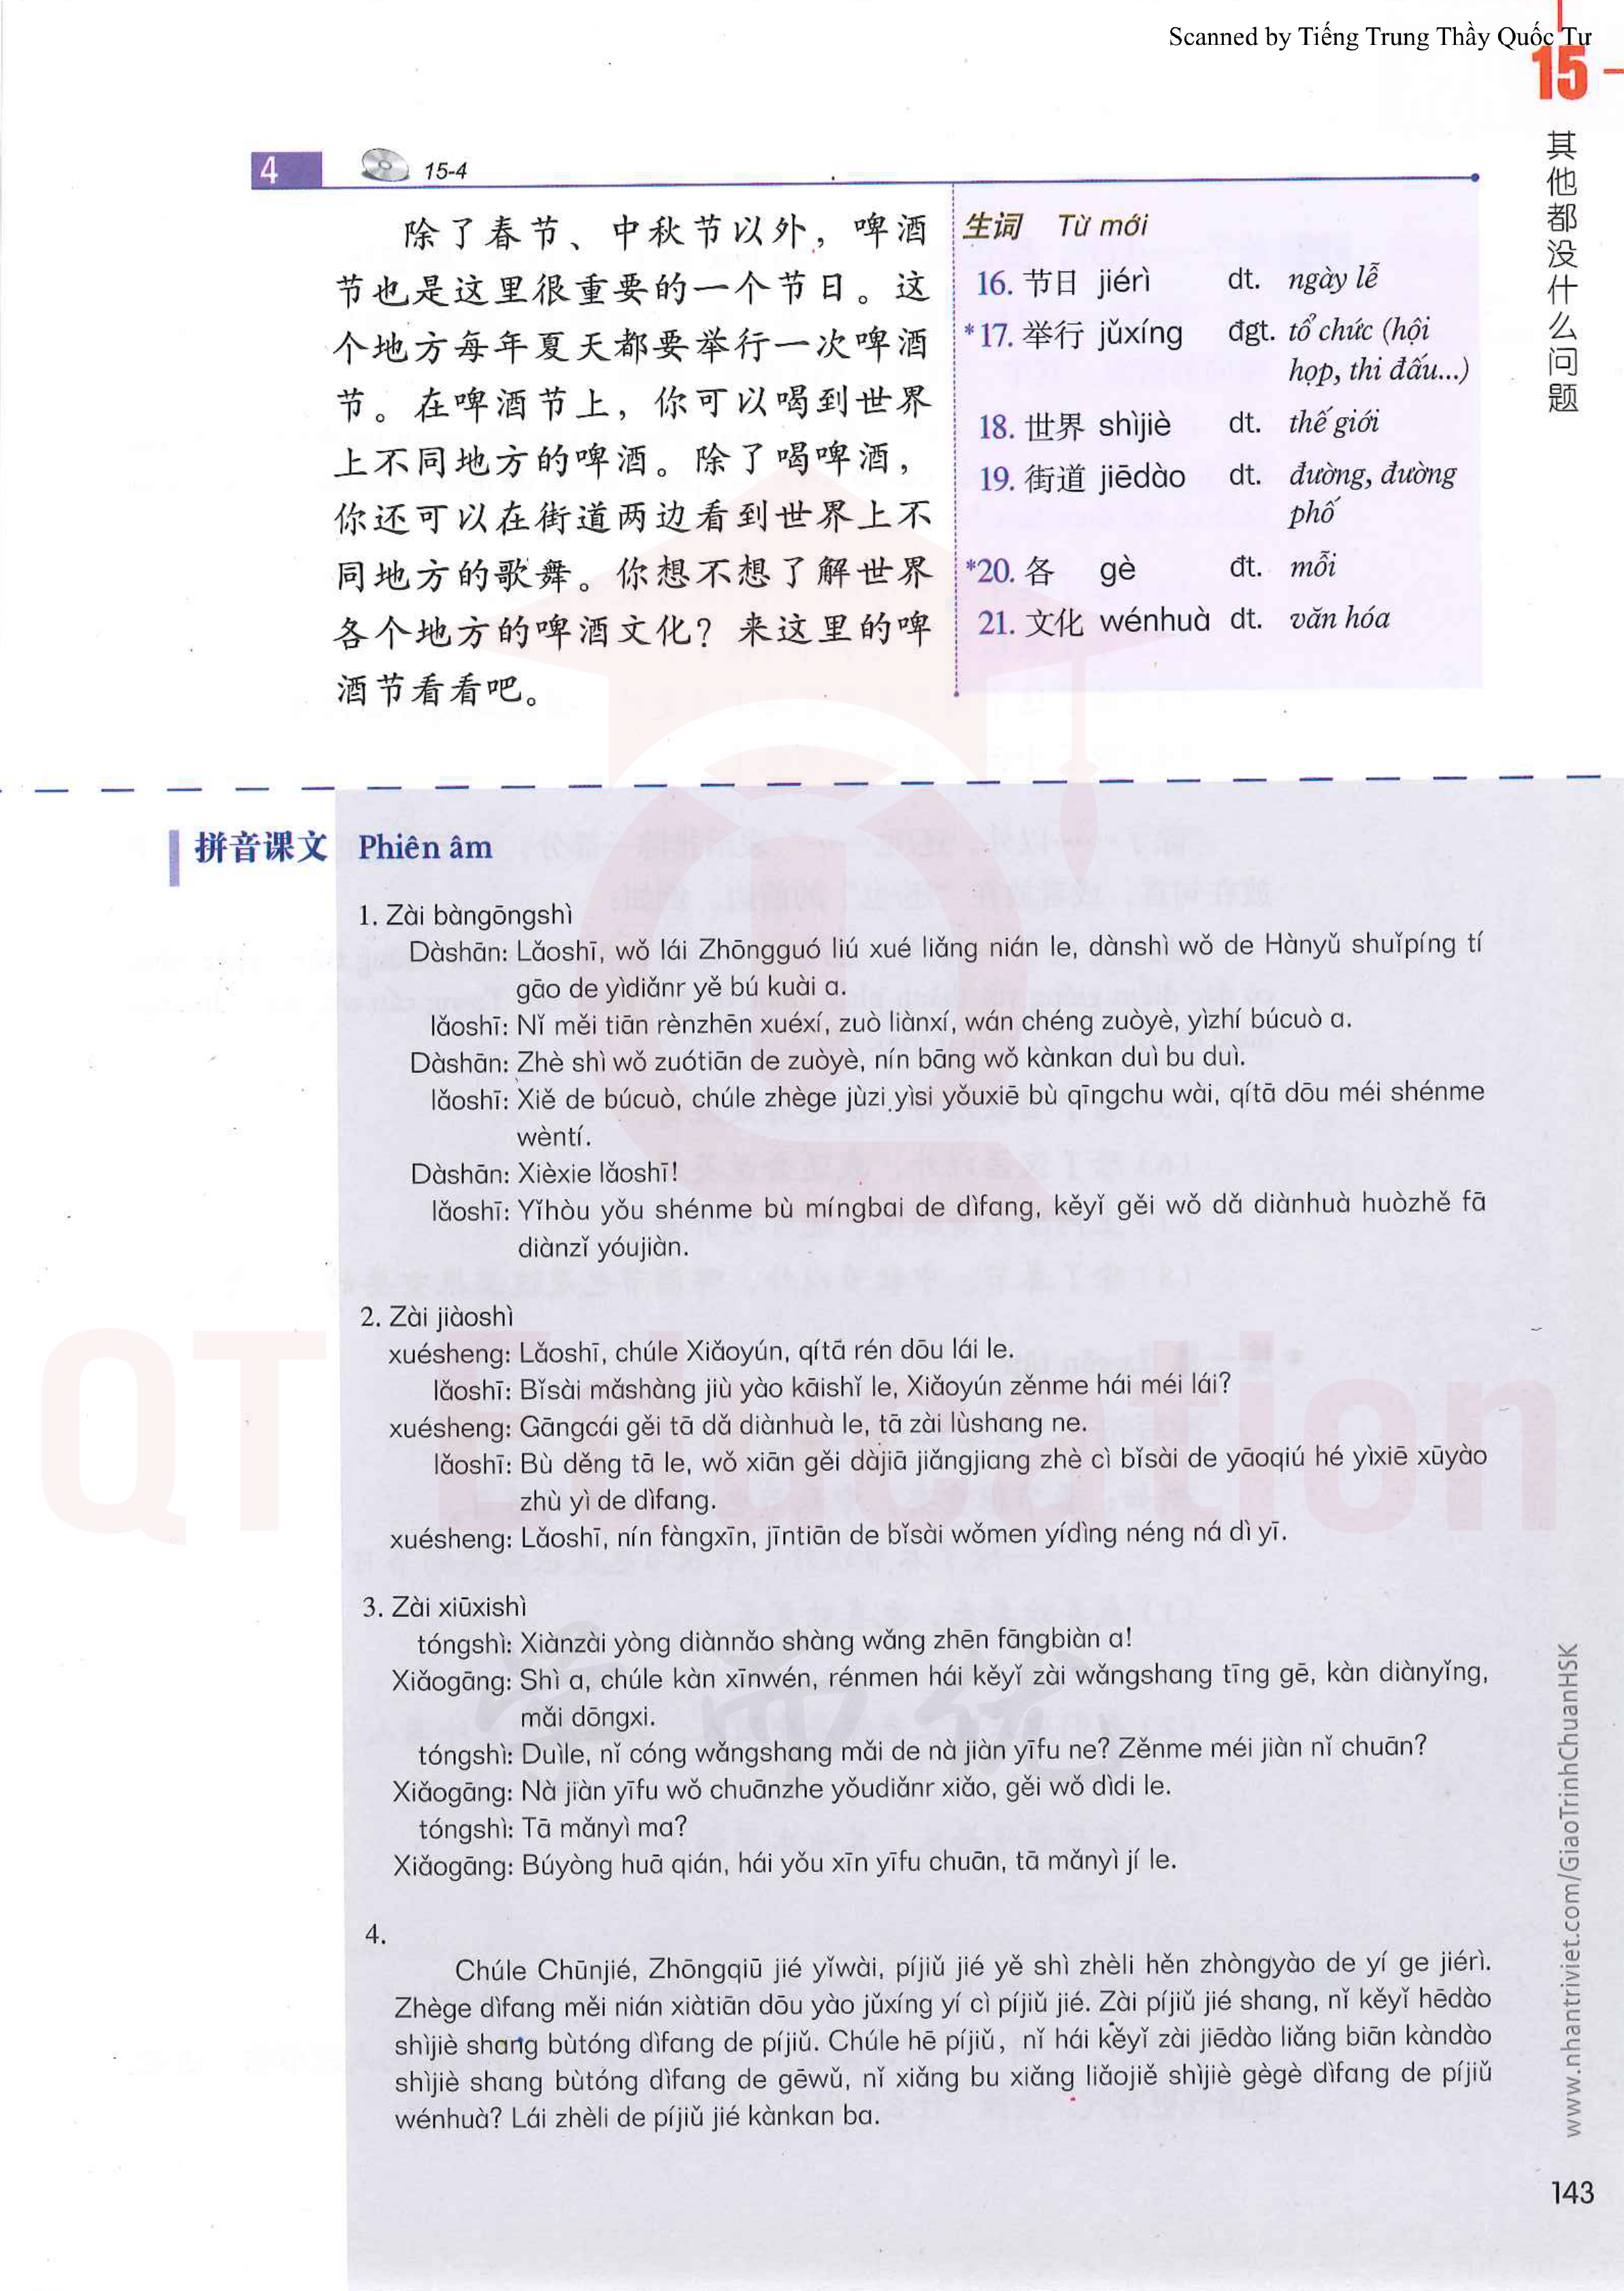 Scanned by Tiếng Trung Thầy Quốc Tư
15
其他都没什么问题
4
15-4
除了春节、中秋节以外，啤酒
节也是这里很重要的一个节日。这
个地方每年夏天都要举行一次啤酒
节。在啤酒节上，你可以喝到世界
上不同地方的啤酒。除了喝啤酒，
你还可以在街道两边看到世界上不
同地方的歌舞。你想不想了解世界
各个地方的啤酒文化？来这里的啤
酒节看看吧。
生词 Từ mới
16. 节日 jiérì dt. ngày lễ
*17. 举行 jǔxíng đgt. tổ chức (hội
họp, thi đấu...)
18. 世界 shìjiè dt. thế giới
19. 街道 jiēdào dt. đường, đường
phố
*20. 各 gè đt. mỗi
21. 文化 wénhuà dt. văn hóa
拼音课文 Phiên âm
1. Zài bàngōngshì
Dàshān: Lǎoshī, wǒ lái Zhōngguó liú xué liǎng nián le, dànshì wǒ de Hànyǔ shuǐpíng tí
gāo de yìdiǎnr yě bú kuài a.
lǎoshī: Nǐ měi tiān rènzhēn xuéxí, zuò liànxí, wán chéng zuòyè, yìzhí búcuò a.
Dàshān: Zhè shì wǒ zuótiān de zuòyè, nín bāng wǒ kànkan duì bu duì.
lǎoshī: Xiě de búcuò, chúle zhège jùzi yìsi yǒuxiē bù qīngchu wài, qítā dōu méi shénme
wèntí.
Dàshān: Xièxie lǎoshī!
lǎoshī: Yǐhòu yǒu shénme bù míngbai de dìfang, kěyǐ gěi wǒ dǎ diànhuà huòzhě fā
diànzǐ yóujiàn.
2. Zài jiàoshì
xuésheng: Lǎoshī, chúle Xiǎoyún, qítā rén dōu lái le.
lǎoshī: Bǐsài mǎshàng jiù yào kāishǐ le, Xiǎoyún zěnme hái méi lái?
xuésheng: Gāngcái gěi tā dǎ diànhuà le, tā zài lùshang ne.
lǎoshī: Bù děng tā le, wǒ xiān gěi dàjiā jiǎngjiang zhè cì bǐsài de yāoqiú hé yìxiē xūyào
zhù yì de dìfang.
xuésheng: Lǎoshī, nín fàngxīn, jīntiān de bǐsài wǒmen yídìng néng ná dì yī.
3. Zài xiūxishì
tóngshì: Xiànzài yòng diànnǎo shàng wǎng zhēn fāngbiàn a!
Xiǎogāng: Shì a, chúle kàn xīnwén, rénmen hái kěyǐ zài wǎngshang tīng gē, kàn diànyǐng,
mǎi dōngxi.
tóngshì: Duìle, nǐ cóng wǎngshang mǎi de nà jiàn yīfu ne? Zěnme méi jiàn nǐ chuān?
Xiǎogāng: Nà jiàn yīfu wǒ chuānzhe yǒudiǎnr xiǎo, gěi wǒ dìdi le.
tóngshì: Tā mǎnyì ma?
Xiǎogāng: Búyòng huā qián, hái yǒu xīn yīfu chuān, tā mǎnyì jí le.
4.
Chúle Chūnjié, Zhōngqiū jié yǐwài, píjiǔ jié yě shì zhèli hěn zhòngyào de yí ge jiérì.
Zhège dìfang měi nián xiàtiān dōu yào jǔxíng yí cì píjiǔ jié. Zài píjiǔ jié shang, nǐ kěyǐ hēdào
shìjiè shang bùtóng dìfang de píjiǔ. Chúle hē píjiǔ, nǐ hái kěyǐ zài jiēdào liǎng biān kàndào
shìjiè shang bùtóng dìfang de gēwǔ, nǐ xiǎng bu xiǎng liǎojiě shìjiè gègè dìfang de píjiǔ
wénhuà? Lái zhèli de píjiǔ jié kànkan ba.
QT Education
www.nhantriviet.com/GiaoTrinhChuanHSK
143